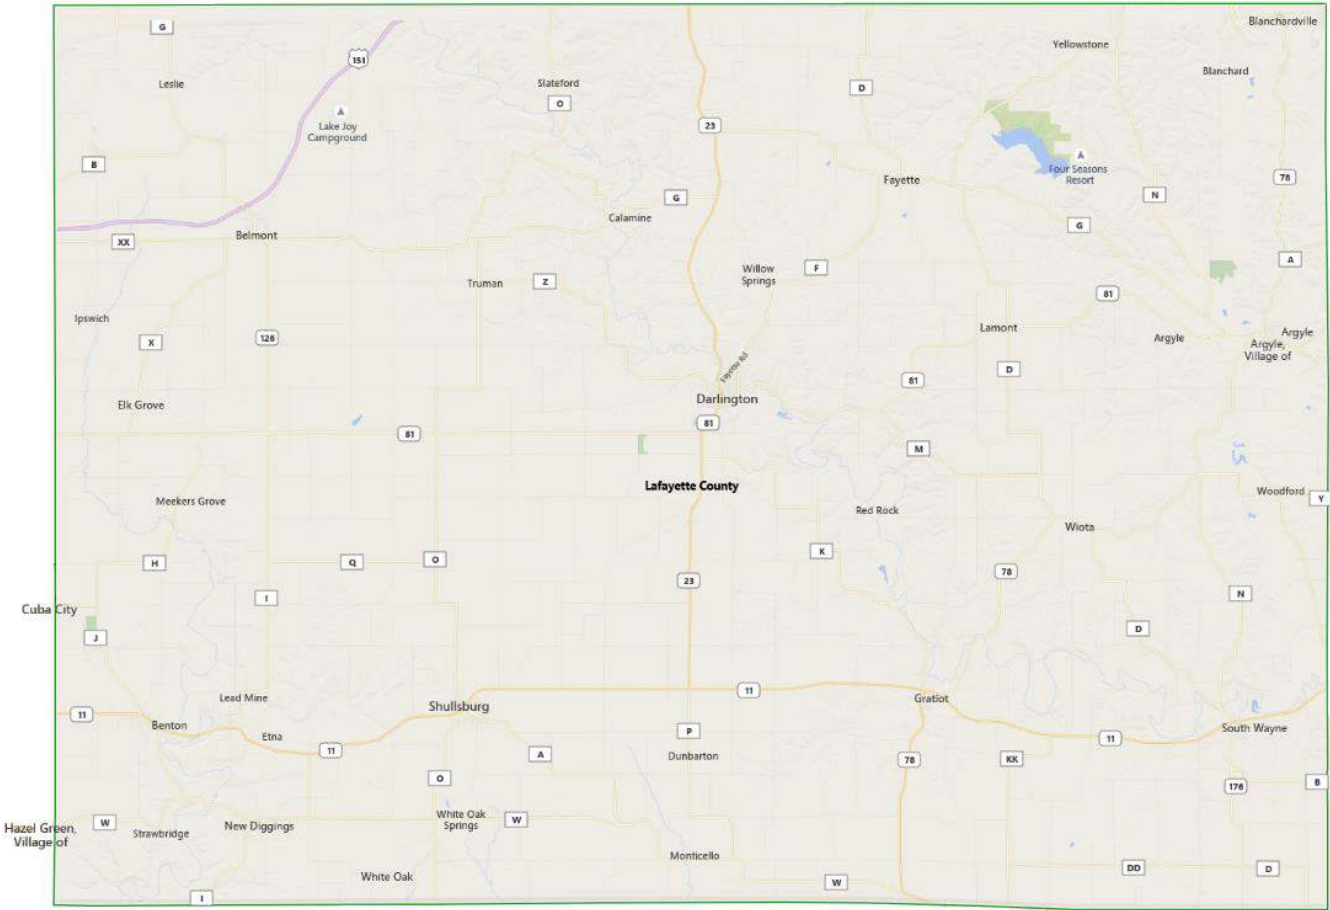 Blanchardville
G
Yellowstone
151
Blanchard
Leslie
Slateford
D
O
Lake Joy
Campground
23
B
Four Seasons
Resort
78
Fayette
N
G
Calamine
G
XX
Belmont
A
Willow
Springs
F
Truman
Z
81
Ipswich
Lamont
Argyle
Argyle
Argyle,
Village of
X
126
D
Fayette Rd
81
Darlington
Elk Grove
81
81
M
Lafayette County
Woodford
Y
Meekers Grove
Red Rock
Wiota
K
H
Q
O
78
23
N
I
Cuba City
D
J
11
Lead Mine
Gratiot
Shullsburg
11
Benton
South Wayne
Etna
11
11
A
P
Dunbarton
78
KK
O
B
176
White Oak
Springs
W
W
Hazel Green,
Village of
Strawbridge
New Diggings
Monticello
DD
D
White Oak
W
I